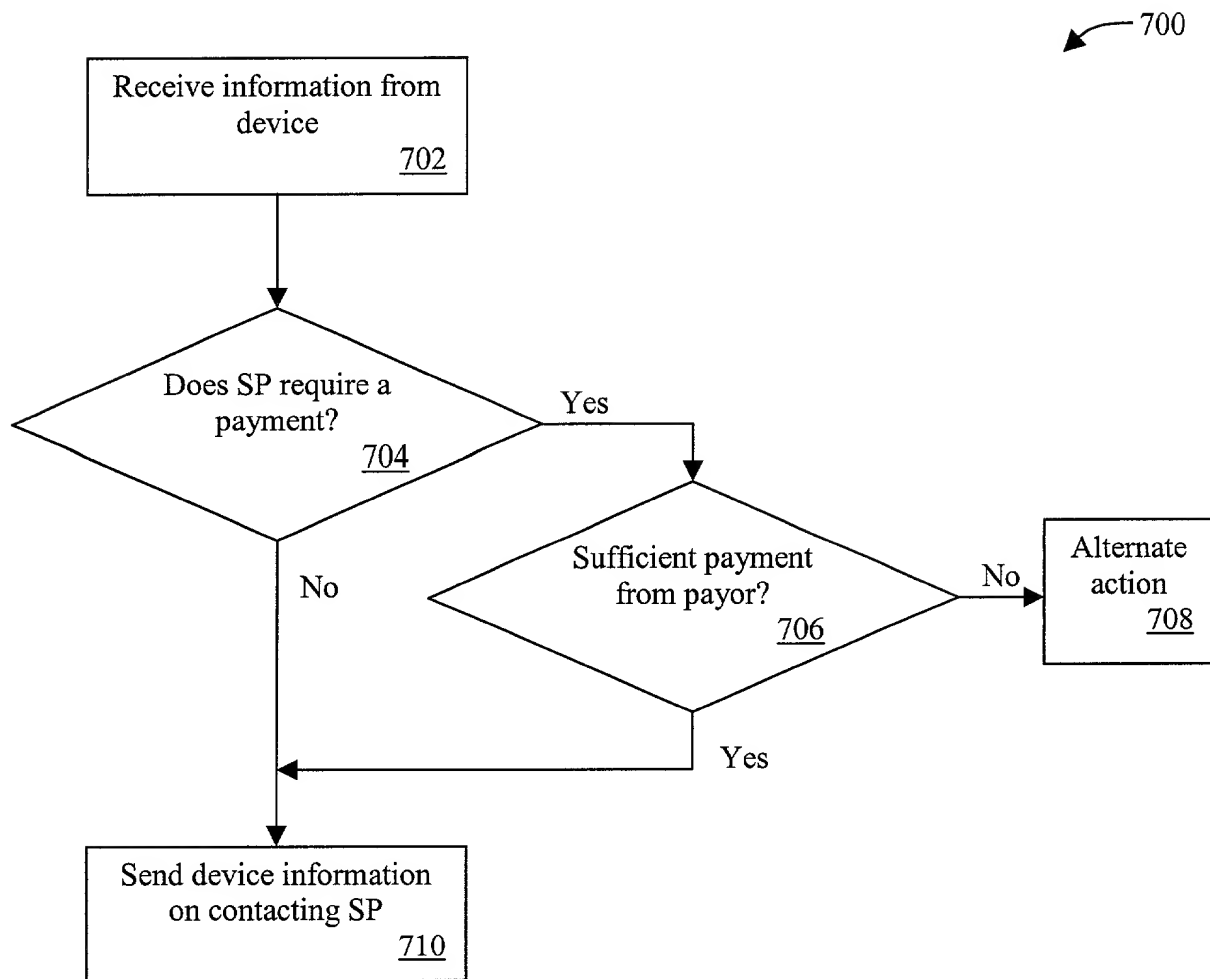 700
Receive information from
device
702
Does SP require a
payment?
704
Yes
No
Sufficient payment
from payor?
706
No
Alternate
action
708
Yes
Send device information
on contacting SP
710